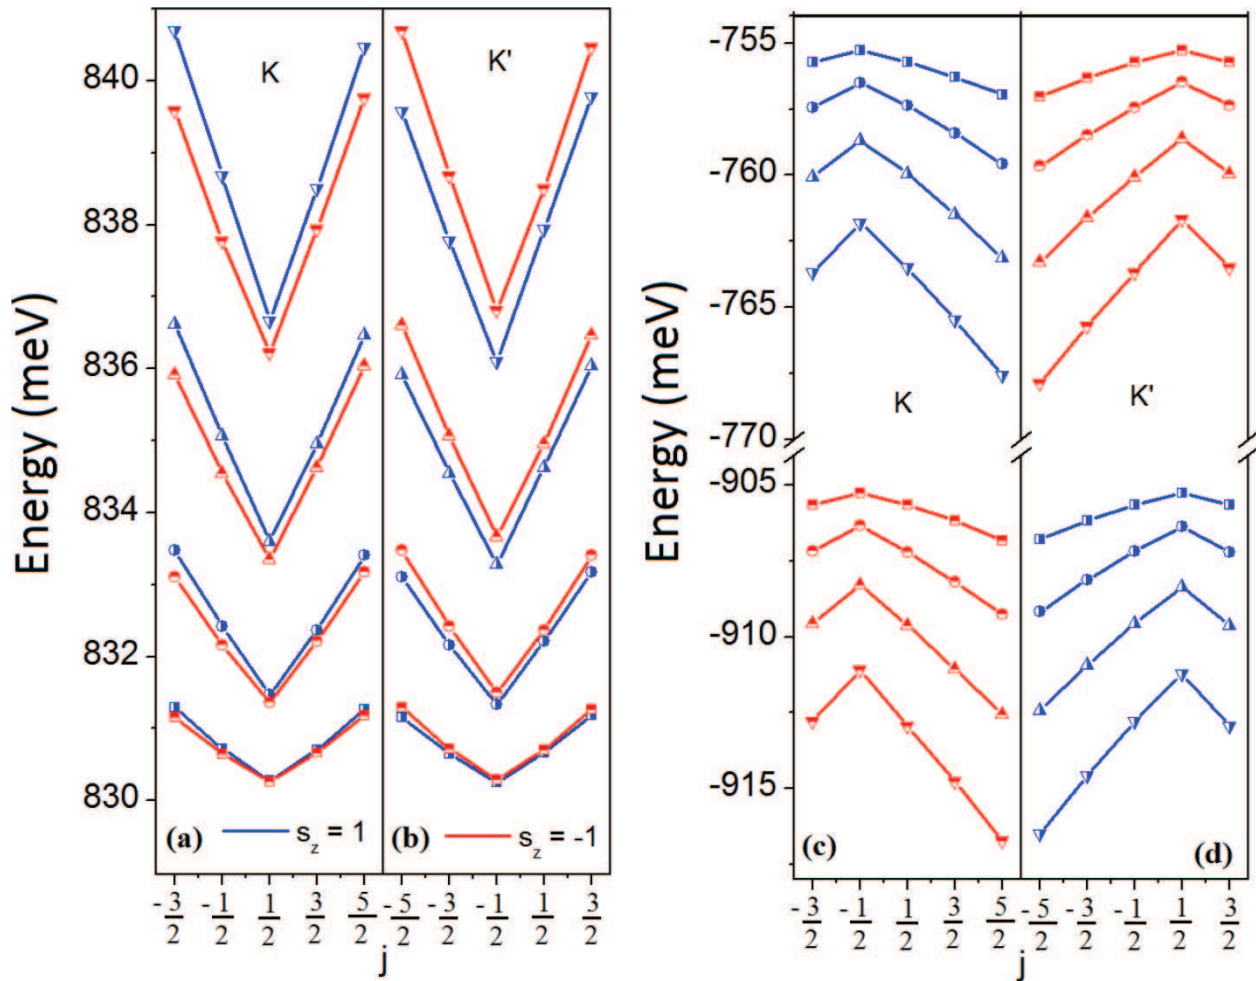 Energy (meV)
840
838
836
834
832
830
K
K'
(a)
s_z = 1
(b)
s_z = -1
-3/2 -1/2 1/2 3/2 5/2
-5/2 -3/2 -1/2 1/2 3/2
j
Energy (meV)
-755
-760
-765
-770
-905
-910
-915
K
K'
(c)
(d)
-3/2 -1/2 1/2 3/2 5/2
-5/2 -3/2 -1/2 1/2 3/2
j